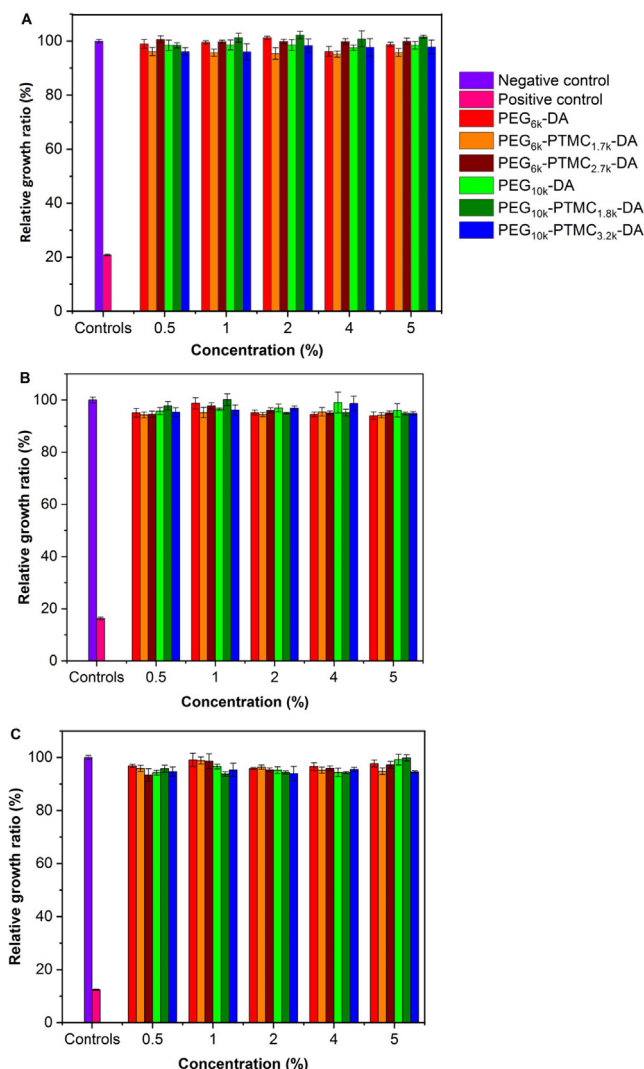 A
Relative growth ratio (%)
100
80
60
40
20
0
Controls 0.5 1 2 4 5
Concentration (%)
Negative control
Positive control
PEG6k-DA
PEG6k-PTMC1.7k-DA
PEG6k-PTMC2.7k-DA
PEG10k-DA
PEG10k-PTMC1.8k-DA
PEG10k-PTMC3.2k-DA
B
Relative growth ratio (%)
100
80
60
40
20
0
Controls 0.5 1 2 4 5
Concentration (%)
C
Relative growth ratio (%)
100
80
60
40
20
0
Controls 0.5 1 2 4 5
Concentration (%)